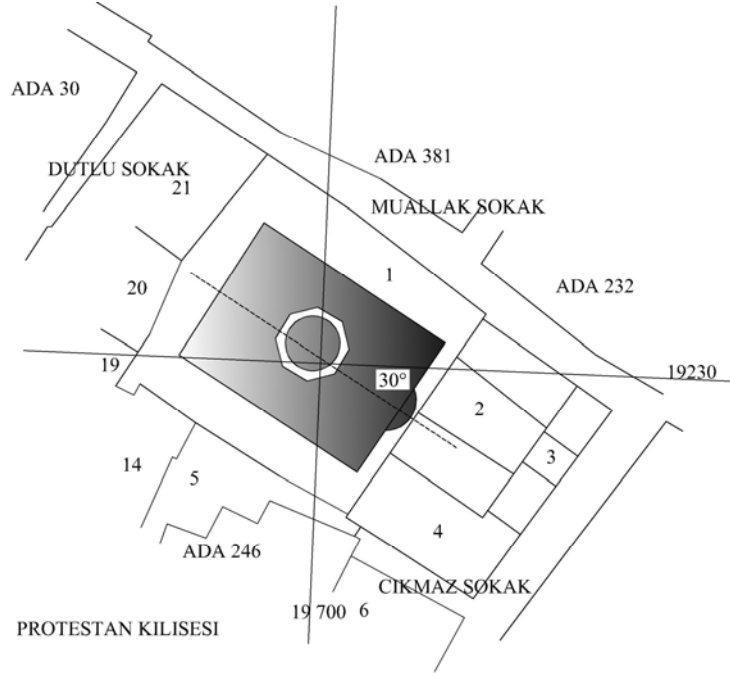 ADA 30
ADA 381
DUTLU SOKAK
21
MUALLAK SOKAK
1
20
ADA 232
19
30°
19230
2
3
14
5
4
ADA 246
CIKMAZ SOKAK
19 700
6
PROTESTAN KILISESI